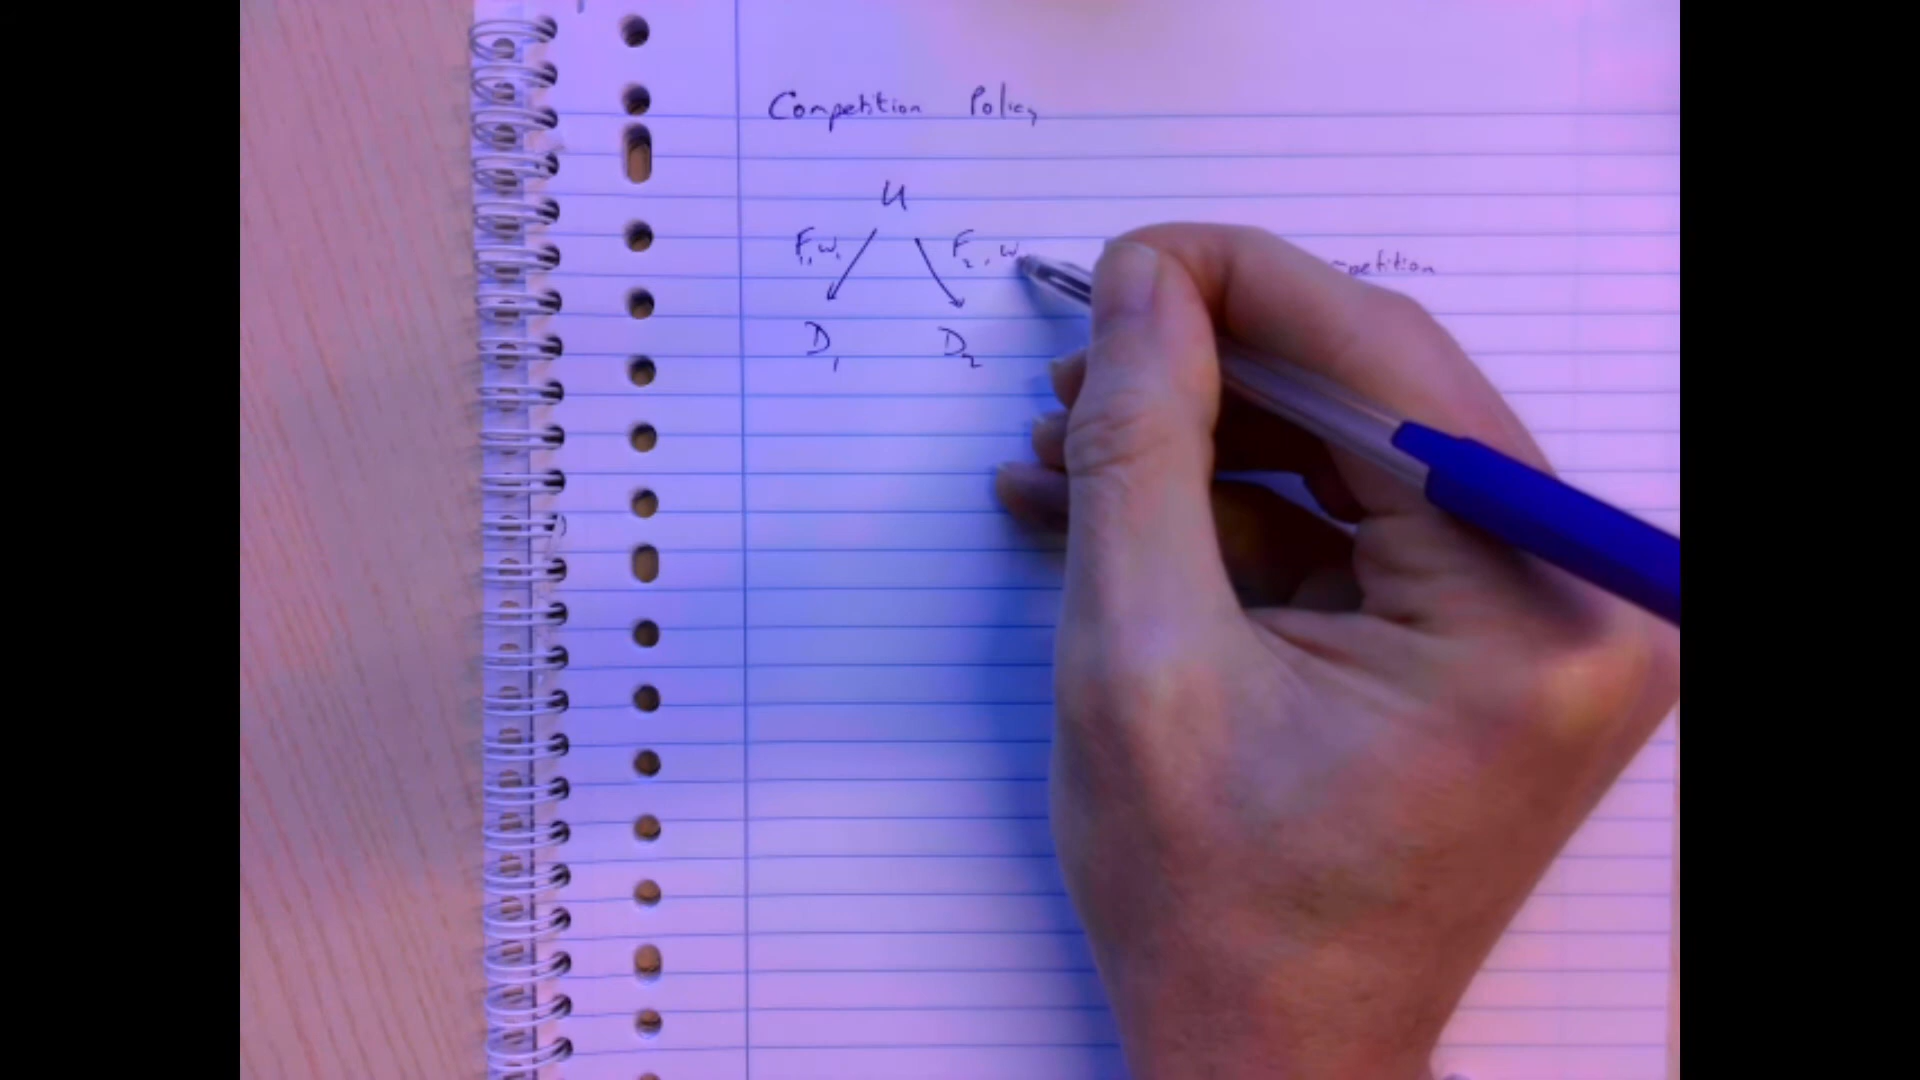 Competition Policy
U
F₁, w₁ F₂, w
D₁ D₂